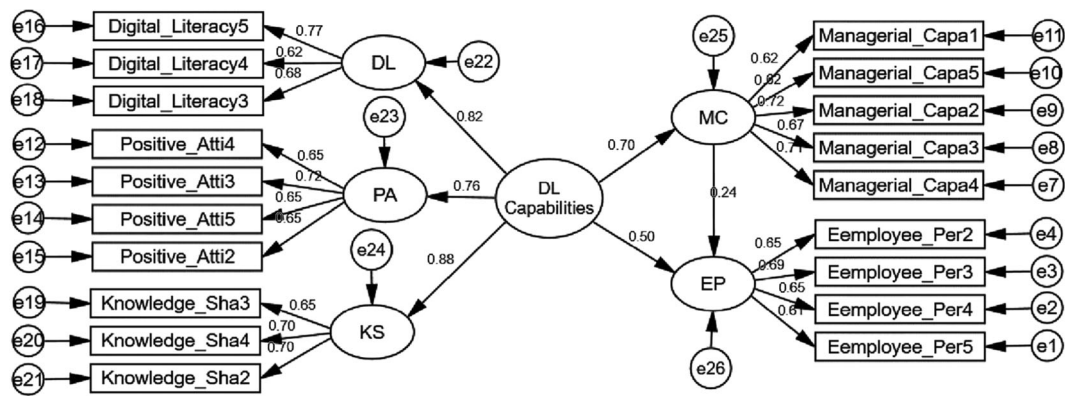 e16 Digital_Literacy5 0.77
e17 Digital_Literacy4 0.62
e18 Digital_Literacy3 0.68
DL
e22
e12 Positive_Atti4 0.65
e13 Positive_Atti3 0.72
e14 Positive_Atti5 0.65
e15 Positive_Atti2 0.65
PA
e23
e19 Knowledge_Sha3 0.65
e20 Knowledge_Sha4 0.70
e21 Knowledge_Sha2 0.70
KS
e24
0.82
0.76
0.88
DL
Capabilities
0.70
0.50
0.24
e25
MC
0.62 Managerial_Capa1 e11
0.62 Managerial_Capa5 e10
0.72 Managerial_Capa2 e9
0.67 Managerial_Capa3 e8
Managerial_Capa4 e7
EP
e26
0.65 Eemployee_Per2 e4
0.69 Eemployee_Per3 e3
0.65 Eemployee_Per4 e2
0.61 Eemployee_Per5 e1